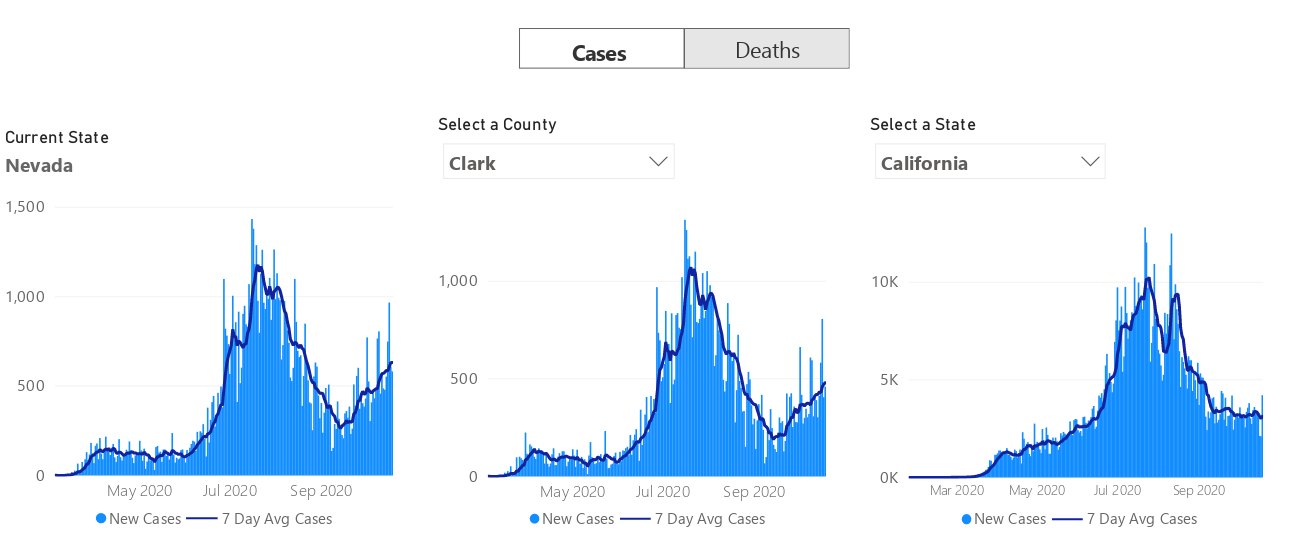 Cases Deaths
Current State
Nevada
1,500
1,000
500
0
May 2020 Jul 2020 Sep 2020
New Cases 7 Day Avg Cases
Select a County
Clark
1,000
500
0
May 2020 Jul 2020 Sep 2020
New Cases 7 Day Avg Cases
Select a State
California
10K
5K
0K
Mar 2020 May 2020 Jul 2020 Sep 2020
New Cases 7 Day Avg Cases